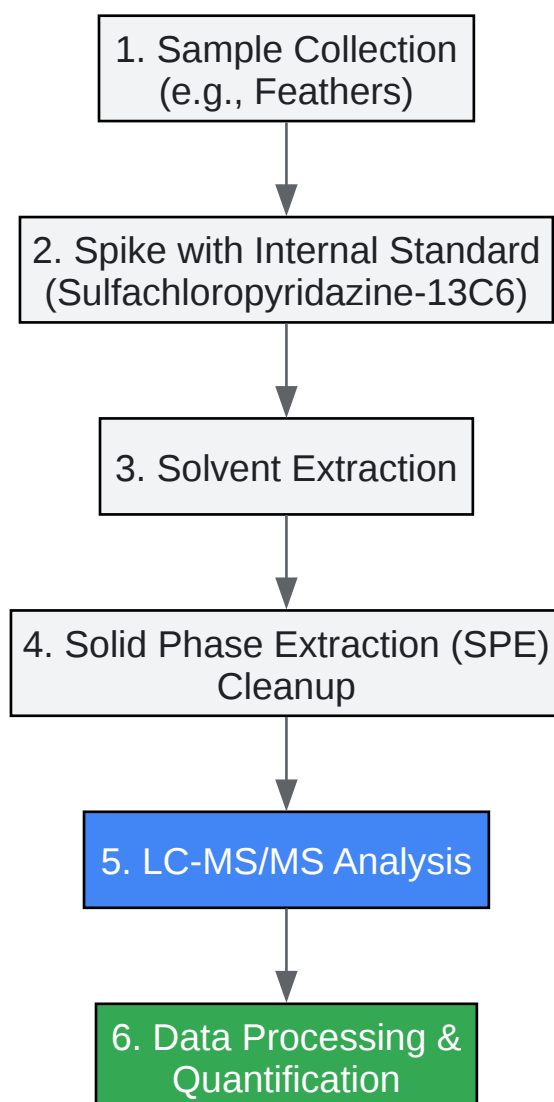 1. Sample Collection
(e.g., Feathers)
2. Spike with Internal Standard
(Sulfachloropyridazine-13C6)
3. Solvent Extraction
4. Solid Phase Extraction (SPE)
Cleanup
5. LC-MS/MS Analysis
6. Data Processing &
Quantification